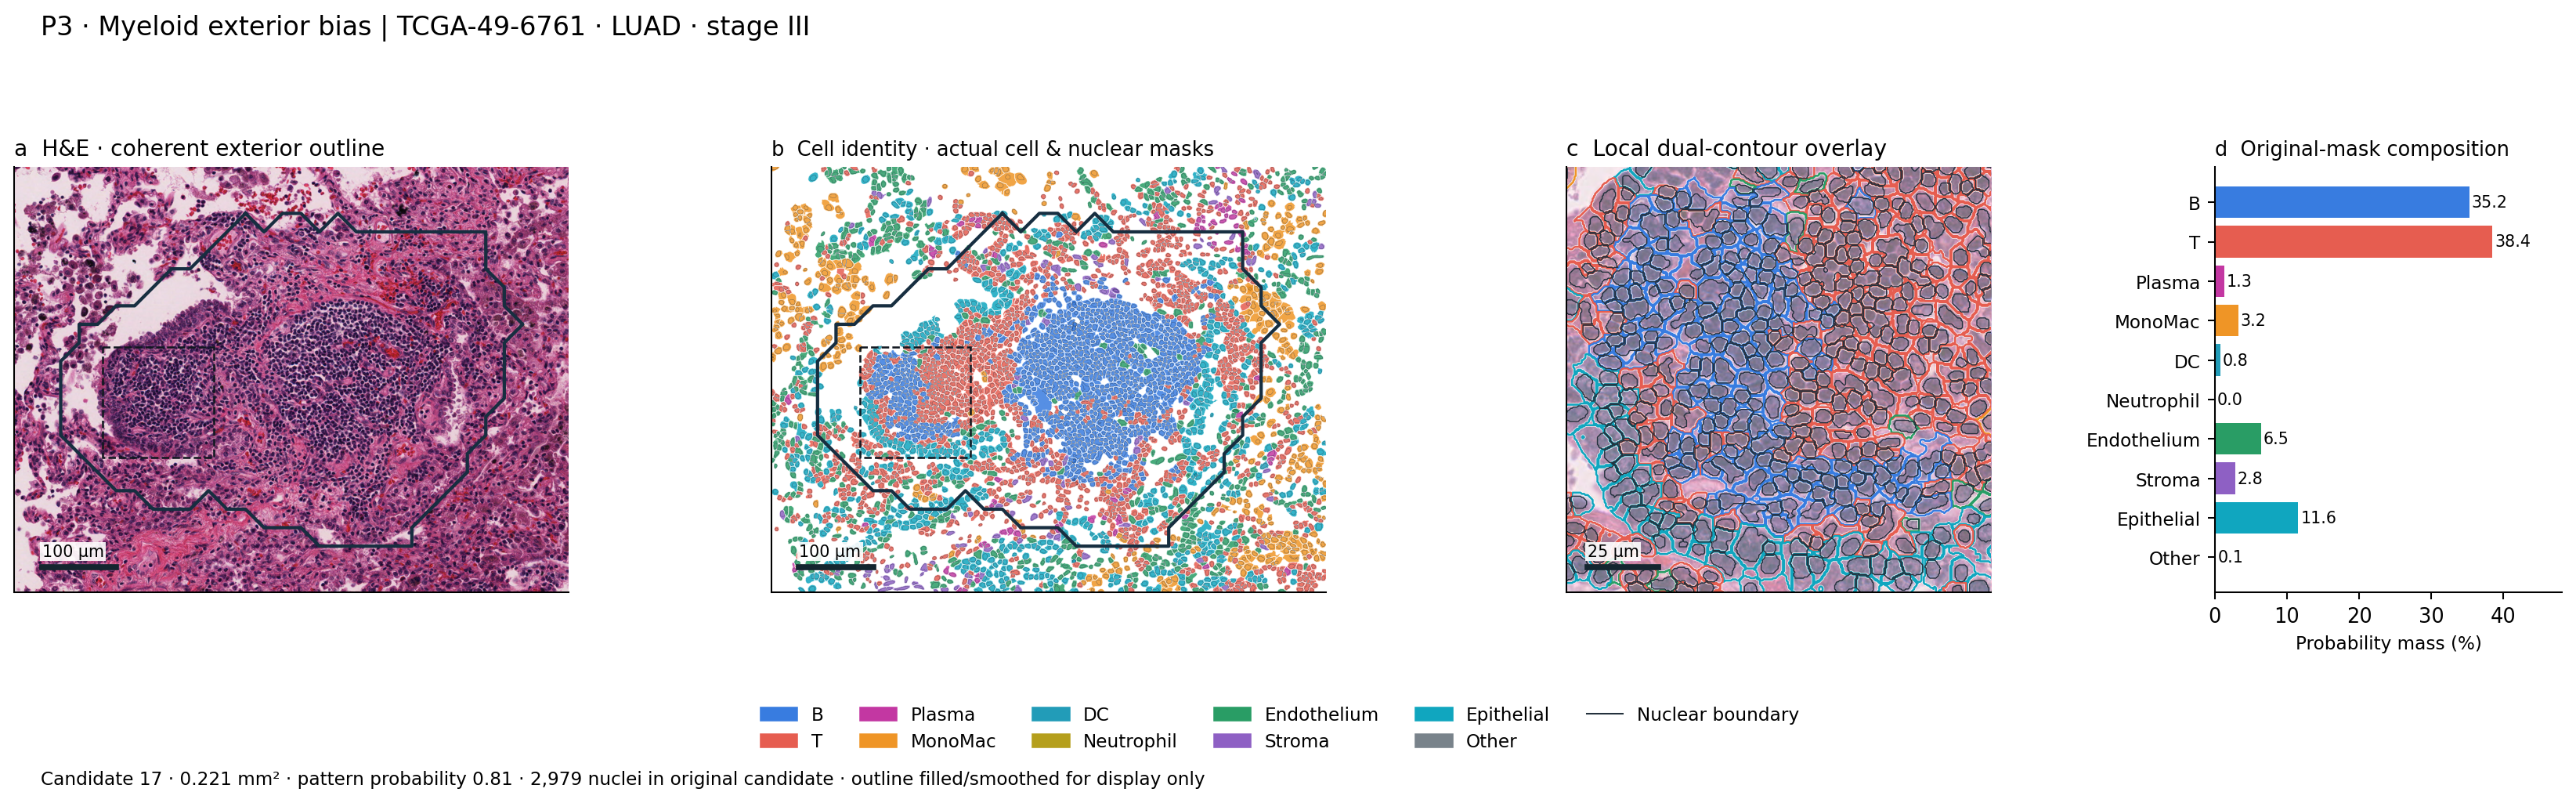 P3 · Myeloid exterior bias | TCGA-49-6761 · LUAD · stage III
a H&E · coherent exterior outline
100 µm
b Cell identity · actual cell & nuclear masks
100 µm
c Local dual-contour overlay
25 µm
d Original-mask composition
B 35.2
T 38.4
Plasma 1.3
MonoMac 3.2
DC 0.8
Neutrophil 0.0
Endothelium 6.5
Stroma 2.8
Epithelial 11.6
Other 0.1
0 10 20 30 40
Probability mass (%)
B Plasma DC Endothelium Epithelial Nuclear boundary
T MonoMac Neutrophil Stroma Other
Candidate 17 · 0.221 mm² · pattern probability 0.81 · 2,979 nuclei in original candidate · outline filled/smoothed for display only